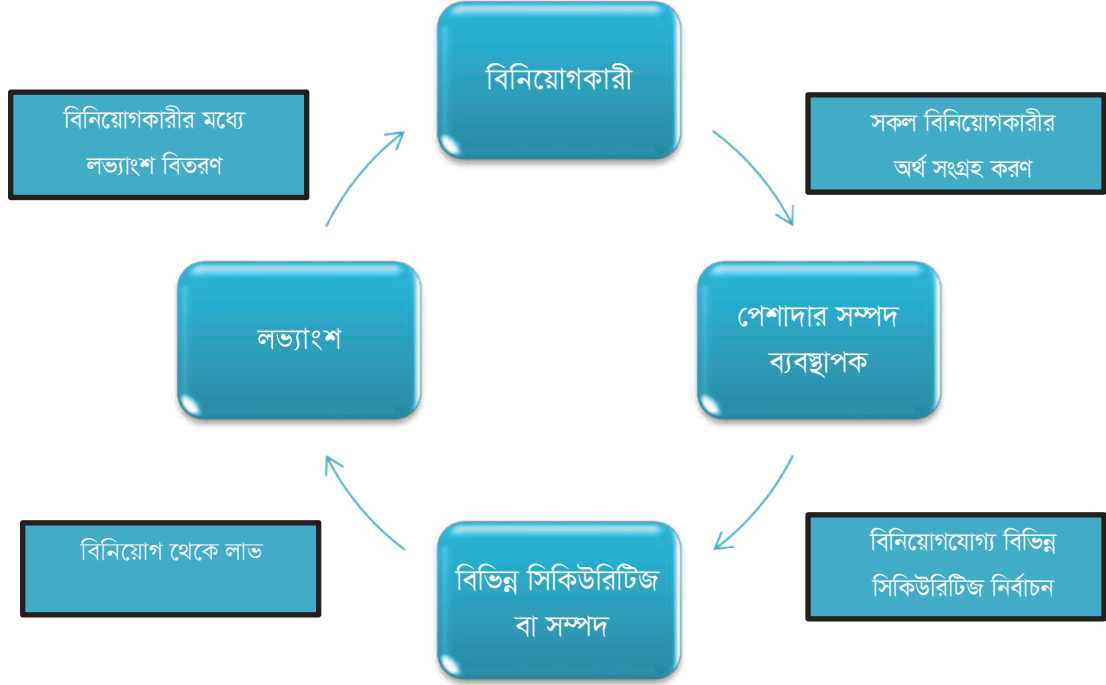 বিনিয়োগকারী
বিনিয়োগকারীর মধ্যে
লভ্যাংশ বিতরণ
সকল বিনিয়োগকারীর
অর্থ সংগ্রহ করণ
লভ্যাংশ
পেশাদার সম্পদ
ব্যবস্থাপক
বিনিয়োগ থেকে লাভ
বিভিন্ন সিকিউরিটিজ
বা সম্পদ
বিনিয়োগযোগ্য বিভিন্ন
সিকিউরিটিজ নির্বাচন